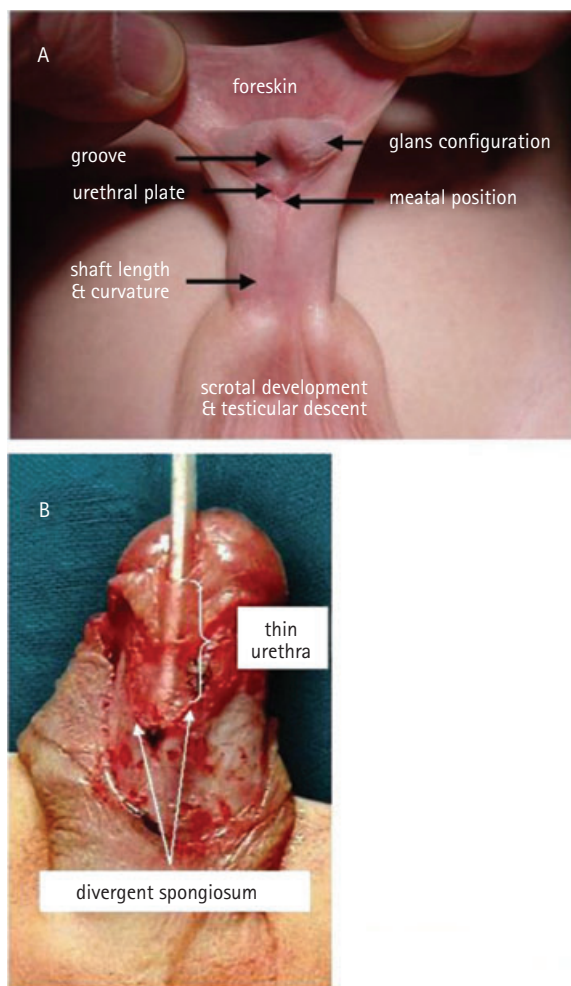 A
foreskin
groove
glans configuration
urethral plate
meatal position
shaft length
& curvature
scrotal development
& testicular descent
B
thin
urethra
divergent spongiosum